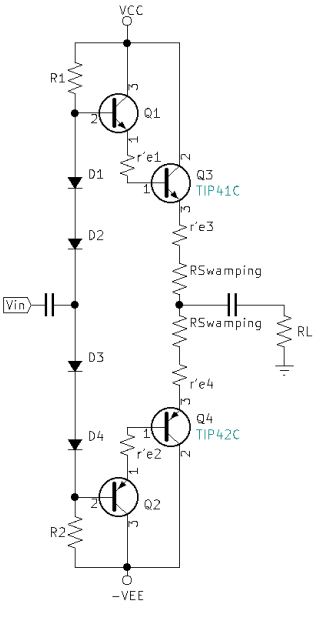 VCC
R1
3
2
Q1
1
D1
r'e1
2
1
Q3
TIP41C
3
D2
r'e3
RSwamping
Vin
RSwamping
RL
D3
r'e4
3
Q4
1
TIP42C
D4
2
r'e2
1
2
Q2
R2
3
-VEE